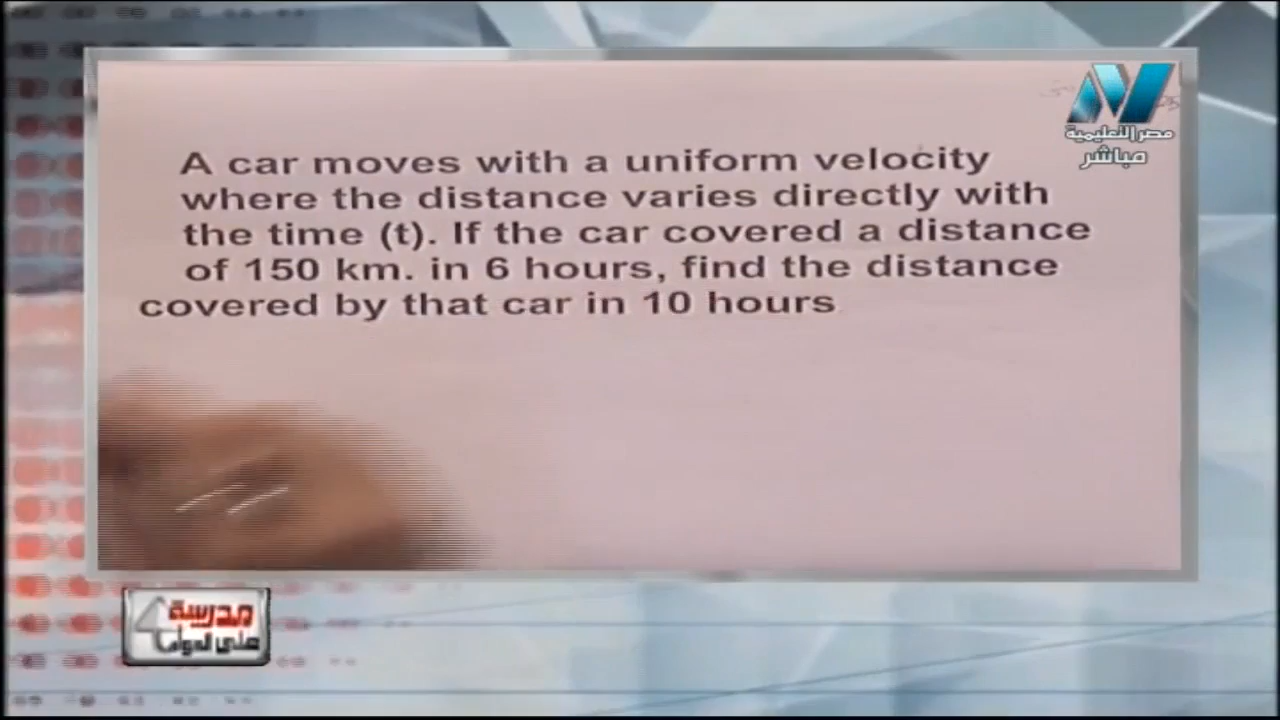 مصر التعليمية
مباشر
A car moves with a uniform velocity
where the distance varies directly with
the time (t). If the car covered a distance
of 150 km. in 6 hours, find the distance
covered by that car in 10 hours
مدرسة
على الهواء